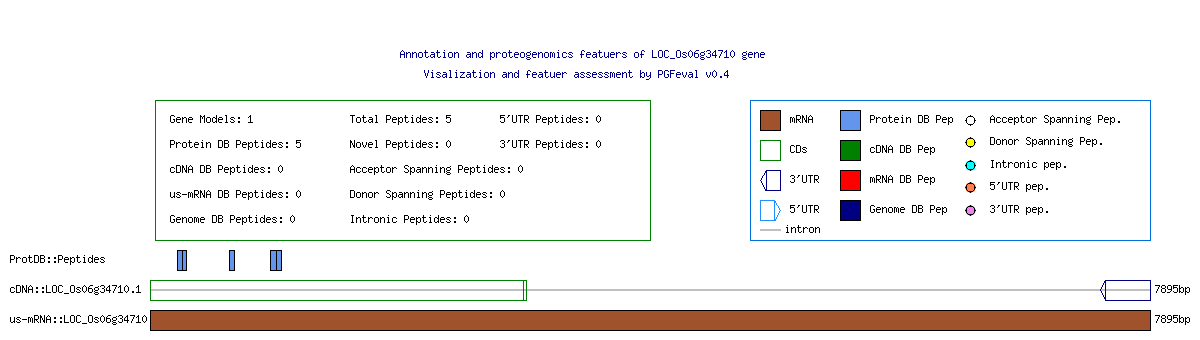 Annotation and proteogenomics featuers of LOC_Os06g34710 gene
Visalization and featuer assessment by PGFeval v0.4
Gene Models: 1 Total Peptides: 5 5'UTR Peptides: 0
Protein DB Peptides: 5 Novel Peptides: 0 3'UTR Peptides: 0
cDNA DB Peptides: 0 Acceptor Spanning Peptides: 0
us-mRNA DB Peptides: 0 Donor Spanning Peptides: 0
Genome DB Peptides: 0 Intronic Peptides: 0
mRNA Protein DB Pep Acceptor Spanning Pep.
CDs cDNA DB Pep Donor Spanning Pep.
3'UTR mRNA DB Pep Intronic pep.
5'UTR Genome DB Pep 5'UTR pep.
intron 3'UTR pep.
ProtDB::Peptides
cDNA::LOC_Os06g34710.1 7895bp
us-mRNA::LOC_Os06g34710 7895bp